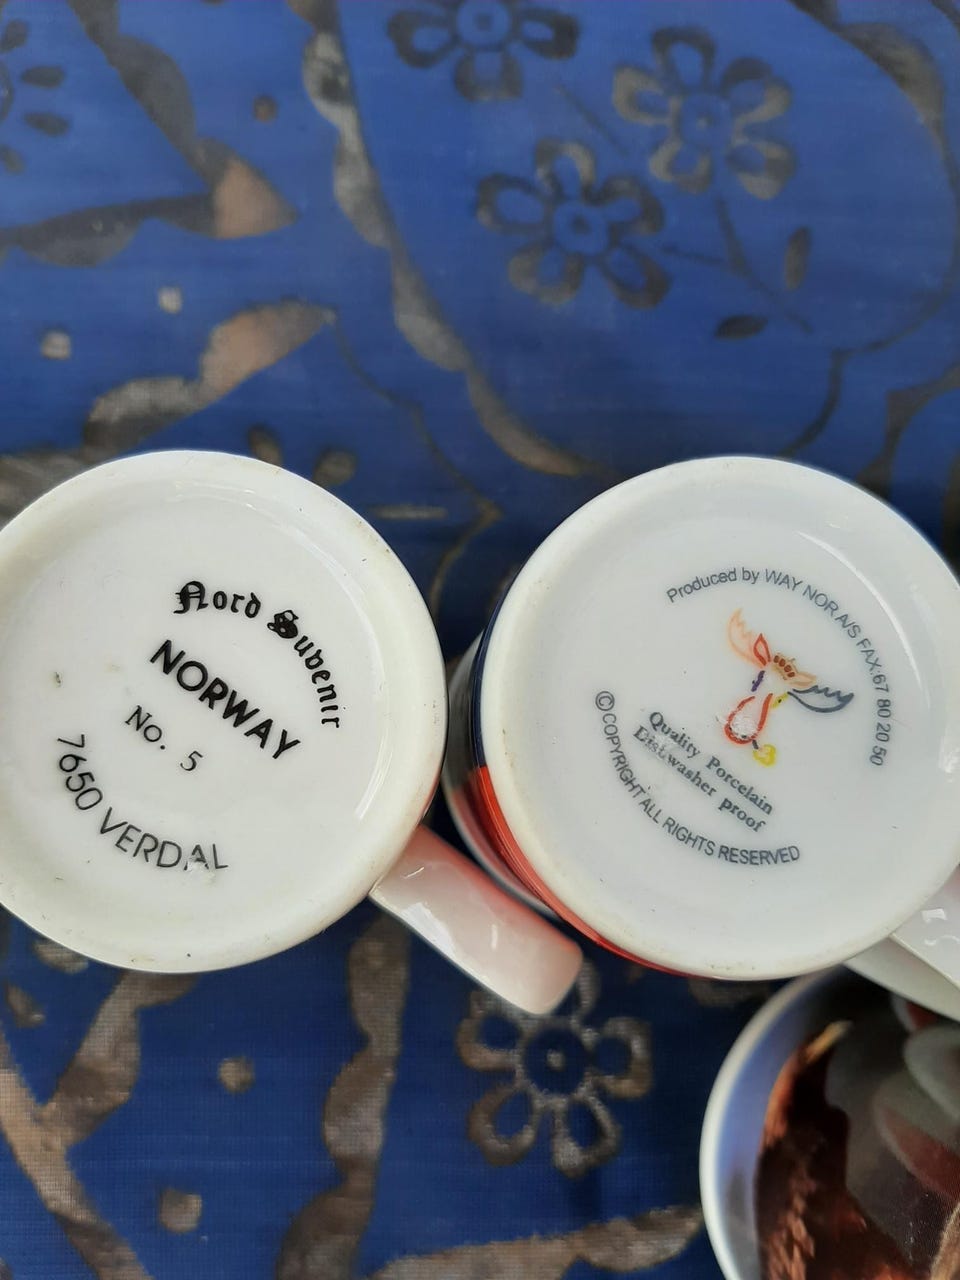 Nord Suvenir
NORWAY
No. 5
7650 VERDAL
Produced by WAY NOR A/S FAX:67 80 20 50
Quality Porcelain
Dishwasher proof
©COPYRIGHT ALL RIGHTS RESERVED